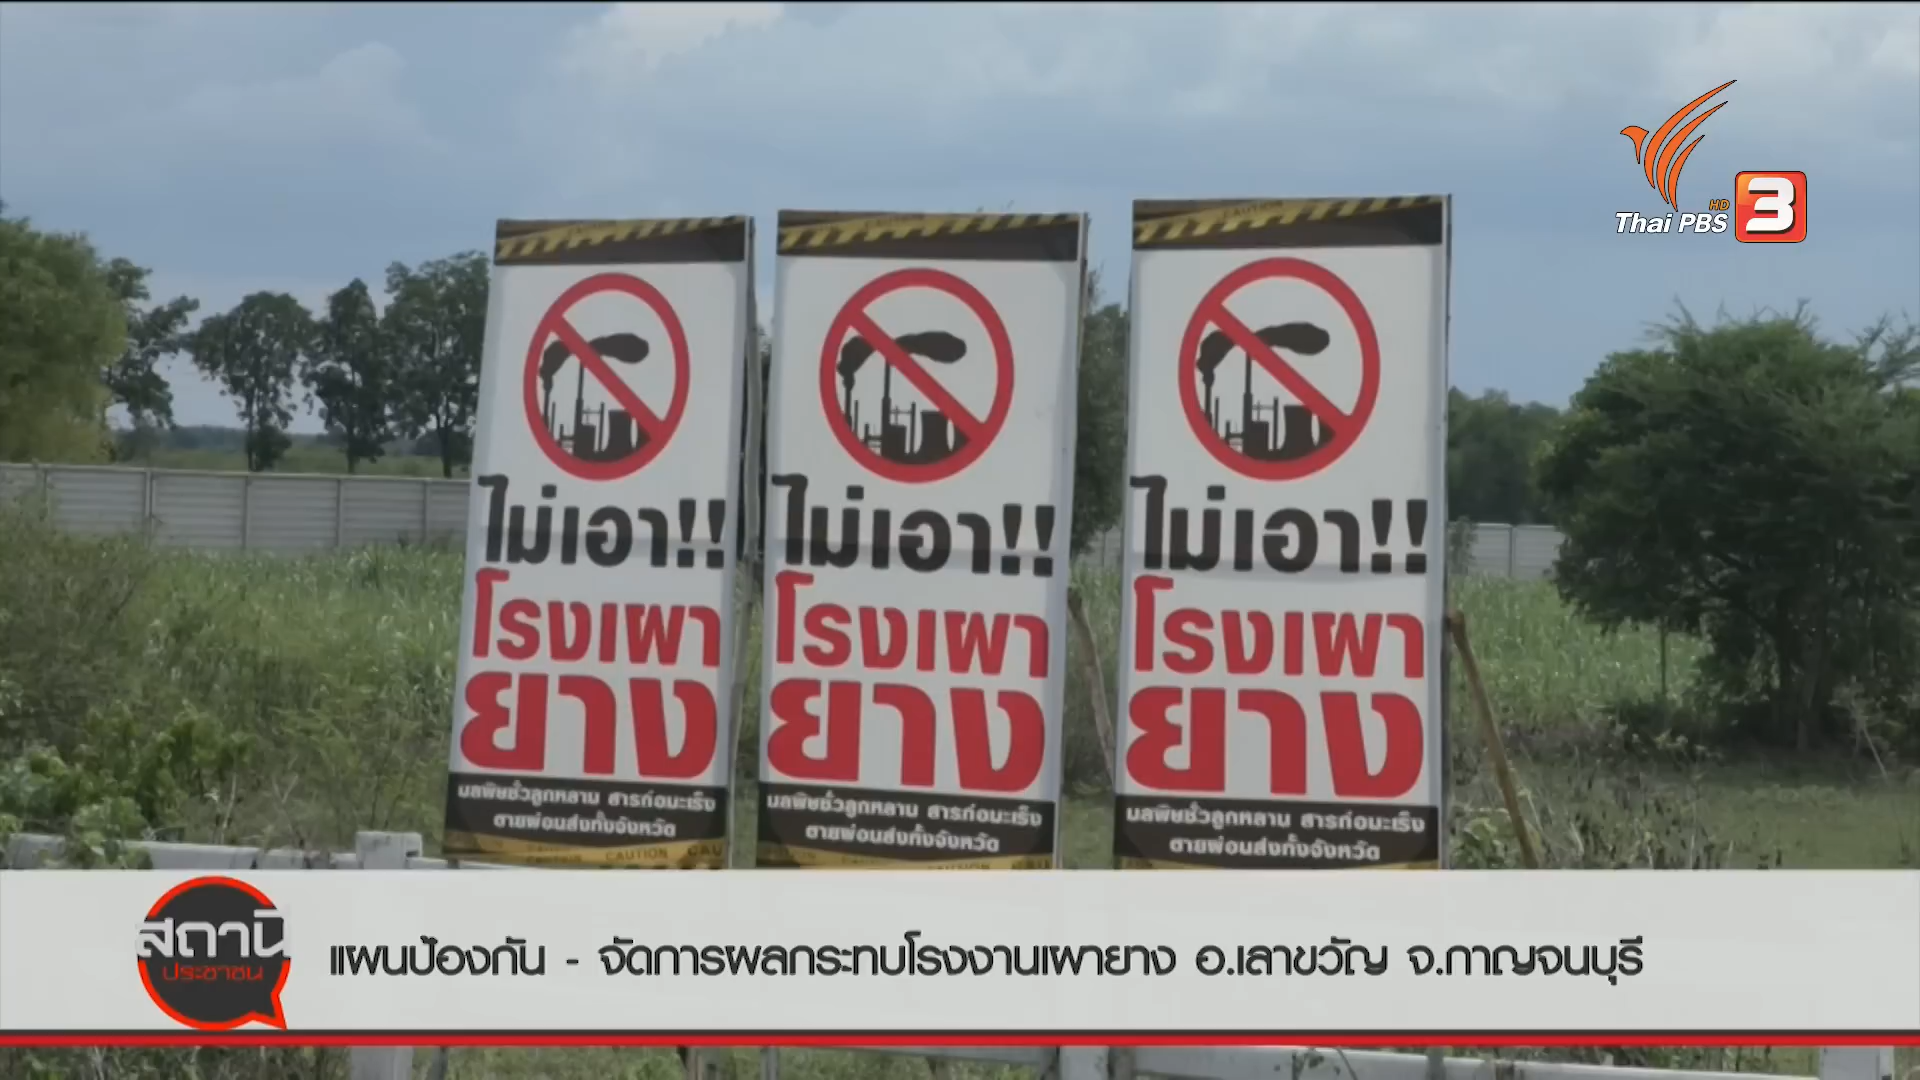 Thai PBS HD 3
CAUTION
ไม่เอา!!
โรงเผา
ยาง
มลพิษชั่วลูกหลาน สารก่อมะเร็ง
ตายผ่อนส่งทั้งจังหวัด
CAUTION
ไม่เอา!!
โรงเผา
ยาง
มลพิษชั่วลูกหลาน สารก่อมะเร็ง
ตายผ่อนส่งทั้งจังหวัด
CAUTION
ไม่เอา!!
โรงเผา
ยาง
มลพิษชั่วลูกหลาน สารก่อมะเร็ง
ตายผ่อนส่งทั้งจังหวัด
สถานี
ประชาชน
แผนป้องกัน - จัดการผลกระทบโรงงานเผายาง อ.เลาขวัญ จ.กาญจนบุรี